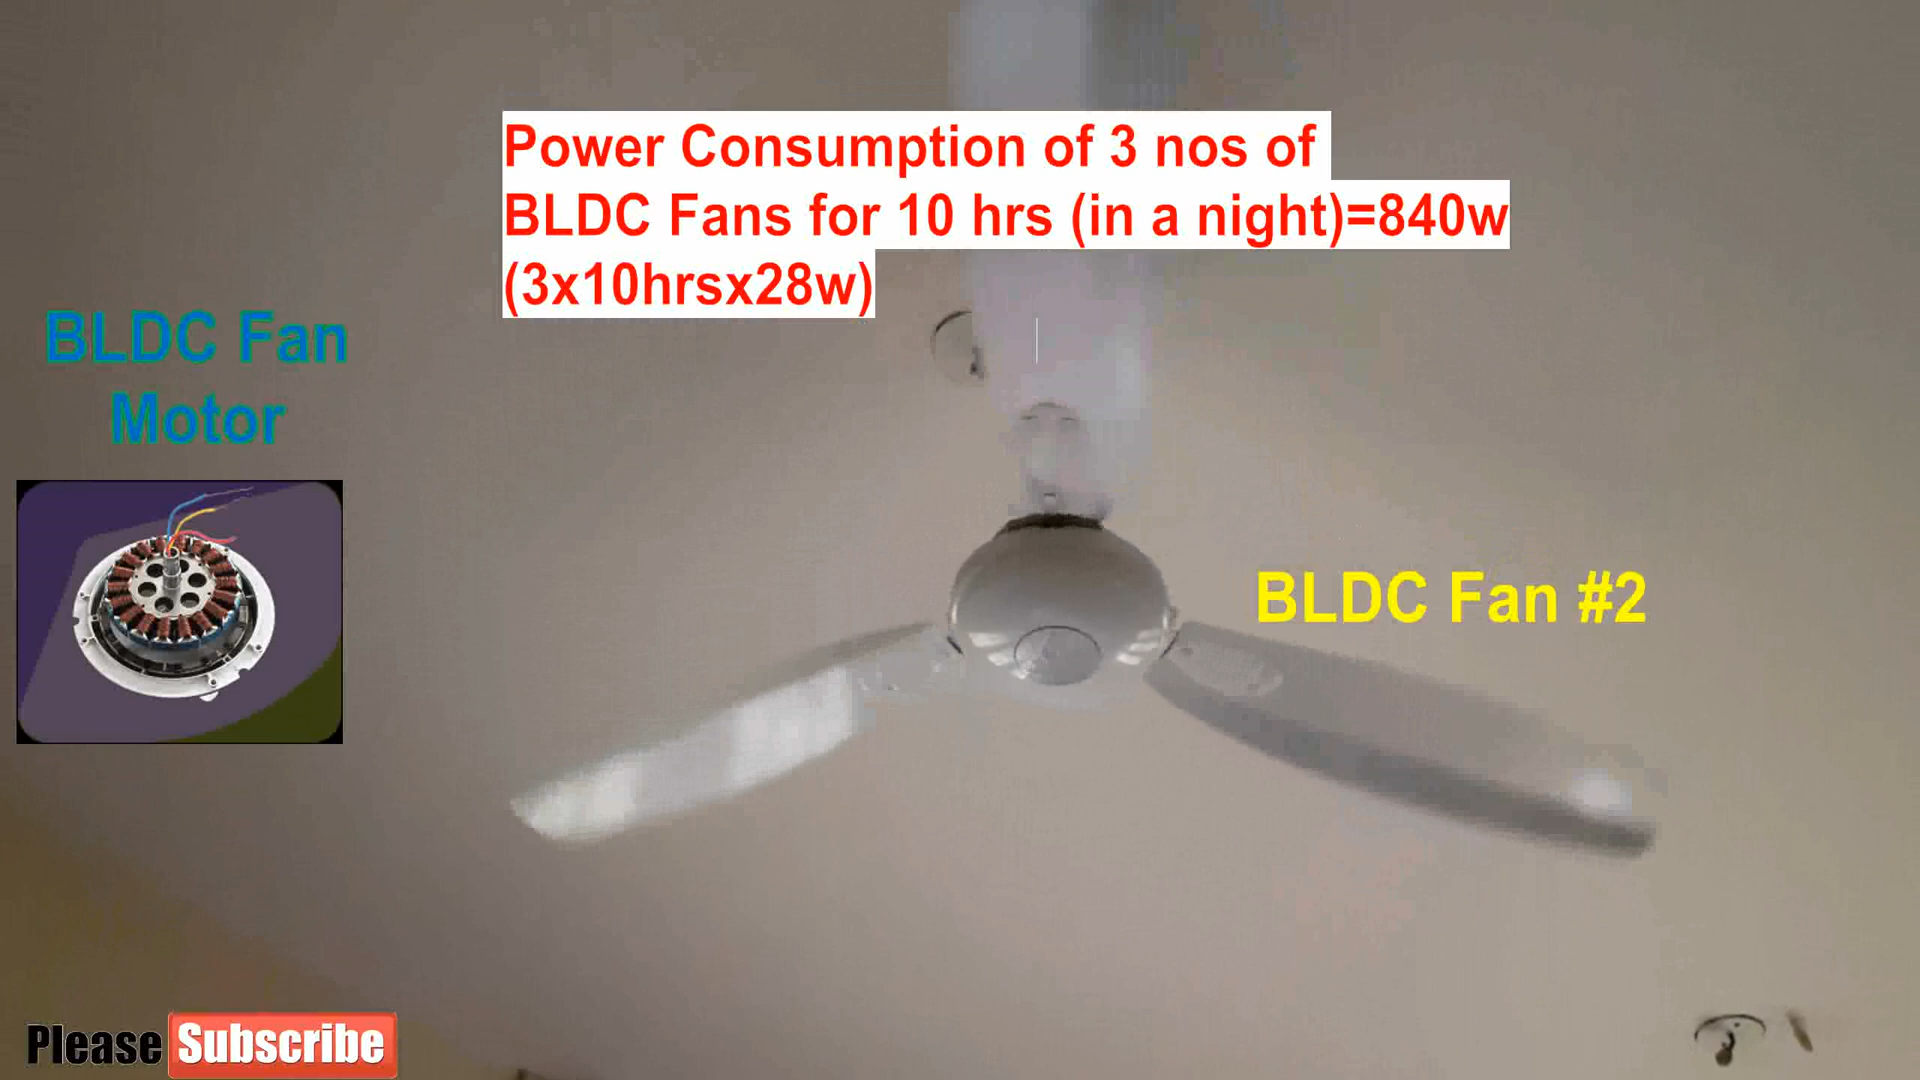 Power Consumption of 3 nos of
BLDC Fans for 10 hrs (in a night)=840w
(3x10hrsx28w)
BLDC Fan
Motor
BLDC Fan #2
Please Subscribe